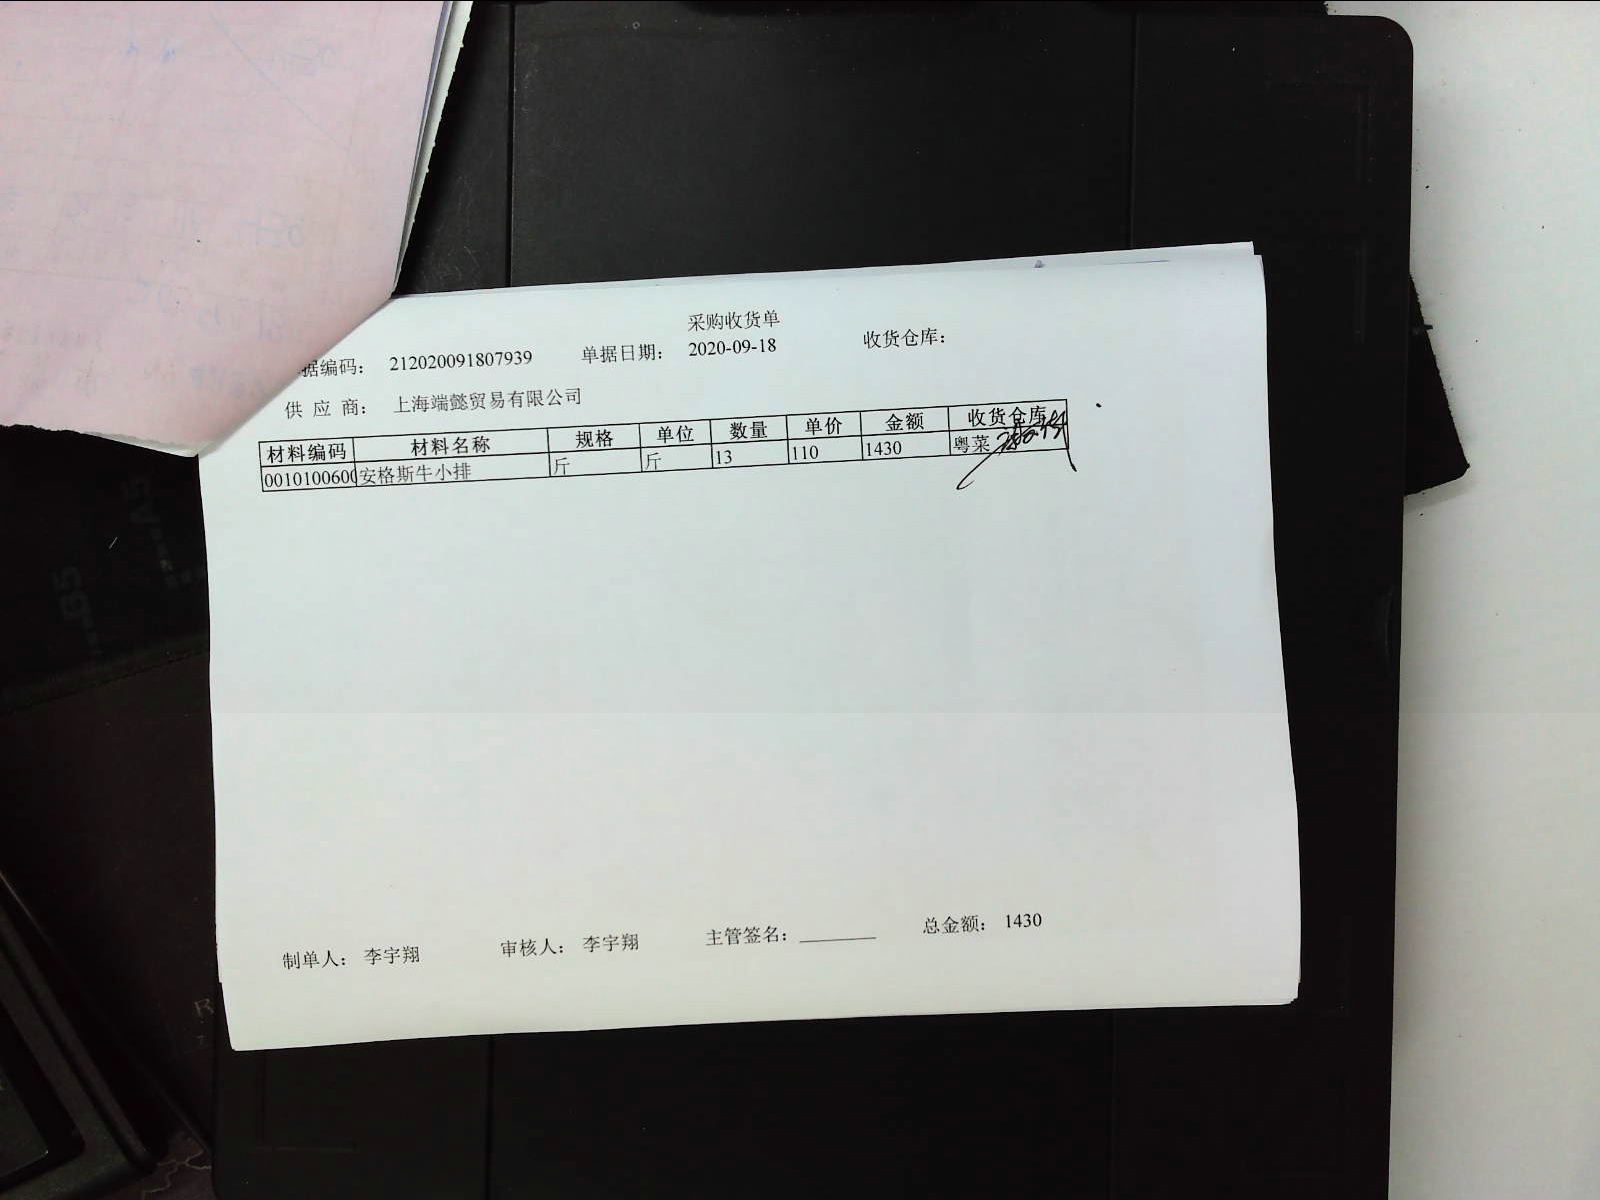 采购收货单
据编码： 212020091807939 单据日期： 2020-09-18 收货仓库：
供 应 商： 上海端懿贸易有限公司
材料编码 材料名称 规格 单位 数量 单价 金额 收货仓库
0010100600 安格斯牛小排 斤 斤 13 110 1430 粤菜
制单人： 李宇翔 审核人： 李宇翔 主管签名： 总金额： 1430